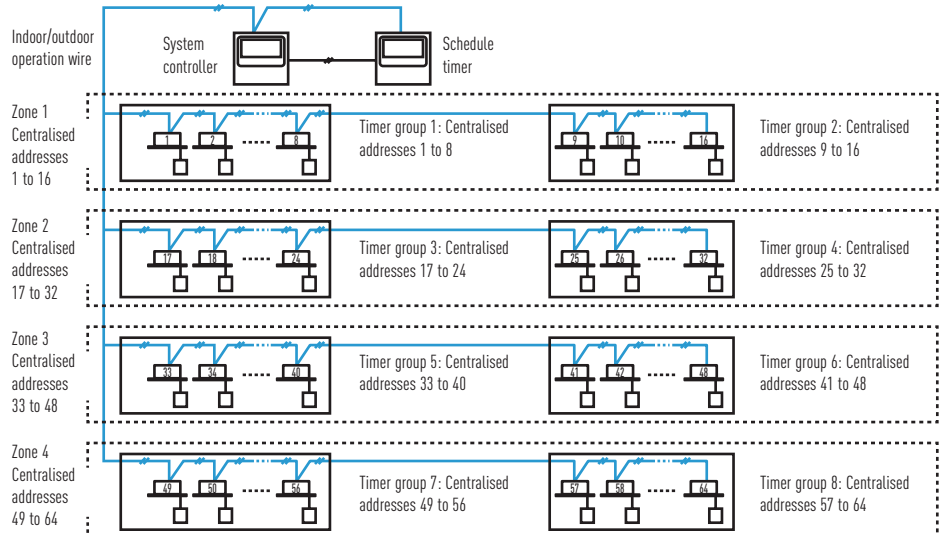 Indoor/outdoor
operation wire
System
controller
Schedule
timer
Zone 1
Centralised
addresses
1 to 16
1 2 8
Timer group 1: Centralised
addresses 1 to 8
9 10 16
Timer group 2: Centralised
addresses 9 to 16
Zone 2
Centralised
addresses
17 to 32
17 18 24
Timer group 3: Centralised
addresses 17 to 24
25 26 32
Timer group 4: Centralised
addresses 25 to 32
Zone 3
Centralised
addresses
33 to 48
33 34 40
Timer group 5: Centralised
addresses 33 to 40
41 42 48
Timer group 6: Centralised
addresses 41 to 48
Zone 4
Centralised
addresses
49 to 64
49 50 56
Timer group 7: Centralised
addresses 49 to 56
57 58 64
Timer group 8: Centralised
addresses 57 to 64